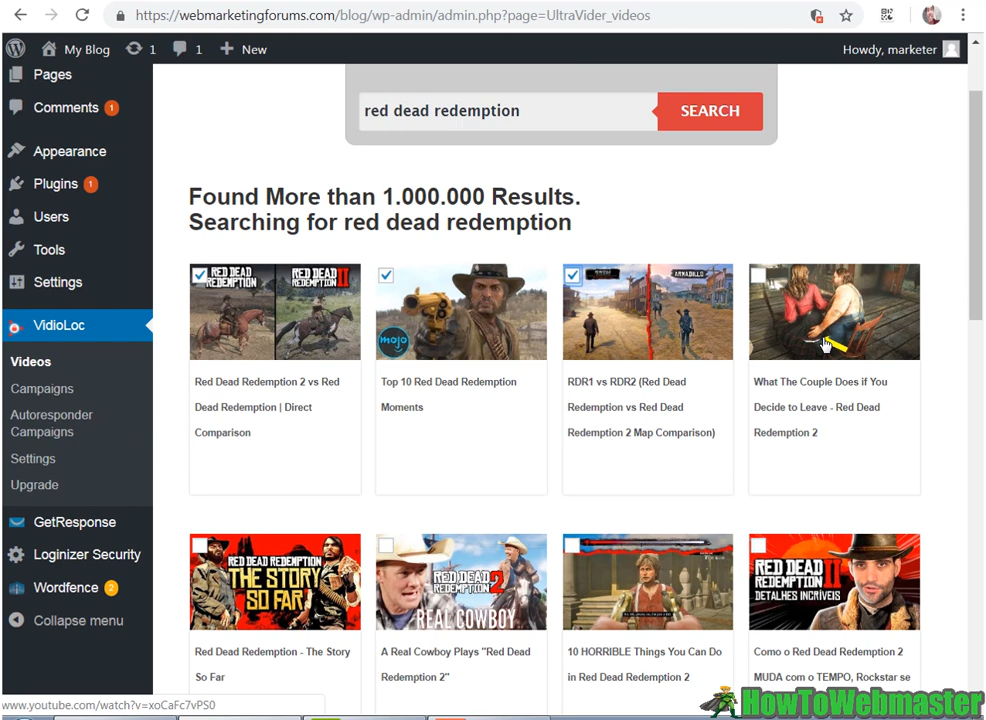 https://webmarketingforums.com/blog/wp-admin/admin.php?page=UltraVider_videos
My Blog 1 1 New Howdy, marketer
Pages
Comments 1
Appearance
Plugins 1
Users
Tools
Settings
VidioLoc
Videos
Campaigns
Autoresponder
Campaigns
Settings
Upgrade
GetResponse
Loginizer Security
Wordfence 2
Collapse menu
red dead redemption SEARCH
Found More than 1.000.000 Results.
Searching for red dead redemption
RED DEAD
REDEMPTION
RED DEAD
REDEMPTION II
Red Dead Redemption 2 vs Red
Dead Redemption | Direct
Comparison
mojo
Top 10 Red Dead Redemption
Moments
ARMADILLO
RDR1 vs RDR2 (Red Dead
Redemption vs Red Dead
Redemption 2 Map Comparison)
What The Couple Does if You
Decide to Leave - Red Dead
Redemption 2
RED DEAD
REDEMPTION
THE STORY
SO FAR
Red Dead Redemption - The Story
So Far
RED DEAD
REDEMPTION 2
REAL COWBOY
A Real Cowboy Plays "Red Dead
Redemption 2"
10 HORRIBLE Things You Can Do
in Red Dead Redemption 2
RED DEAD
REDEMPTION II
DETALHES INCRÍVEIS
Como o Red Dead Redemption 2
MUDA com o TEMPO, Rockstar se
www.youtube.com/watch?v=xoCaFc7vPS0
HowToWebmaster